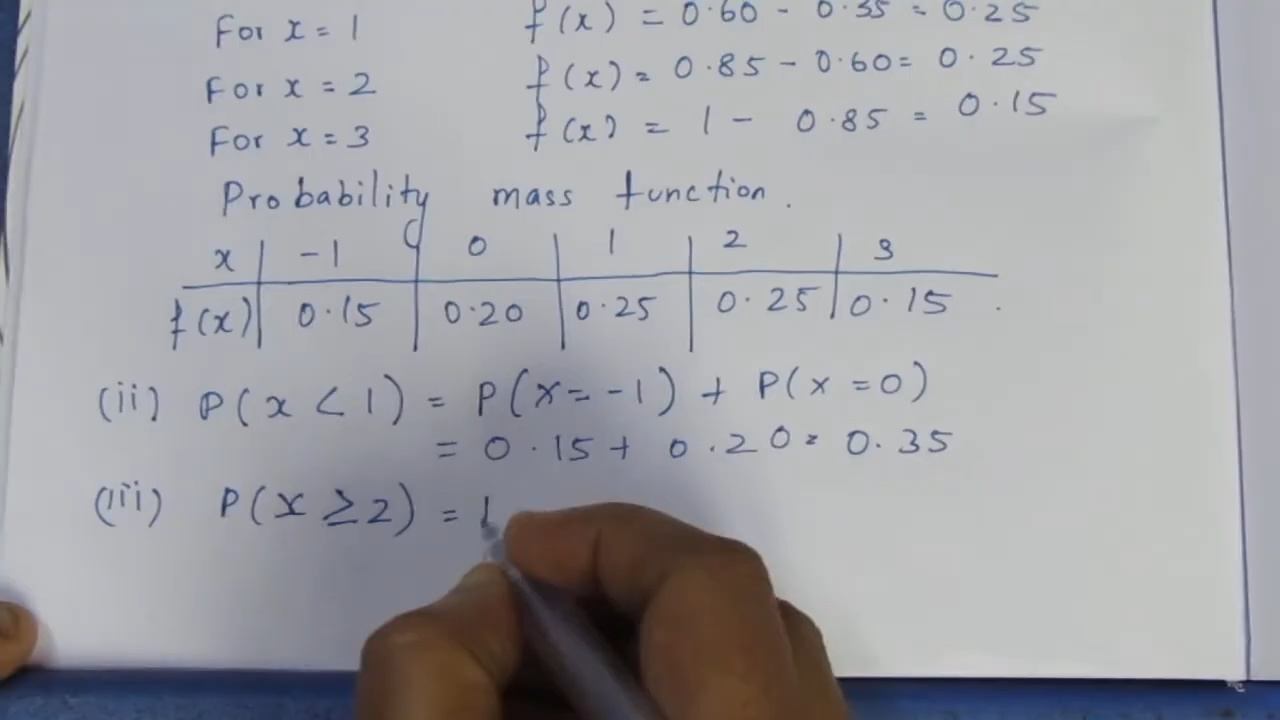 For x = 1 f(x) = 0.60 - 0.35 = 0.25
For x = 2 f(x) = 0.85 - 0.60 = 0.25
For x = 3 f(x) = 1 - 0.85 = 0.15
Probability mass function.
x -1 0 1 2 3
f(x) 0.15 0.20 0.25 0.25 0.15 .
(ii) P(x < 1) = P(x = -1) + P(x = 0)
= 0.15 + 0.20 = 0.35
(iii) P(x ≥ 2) =